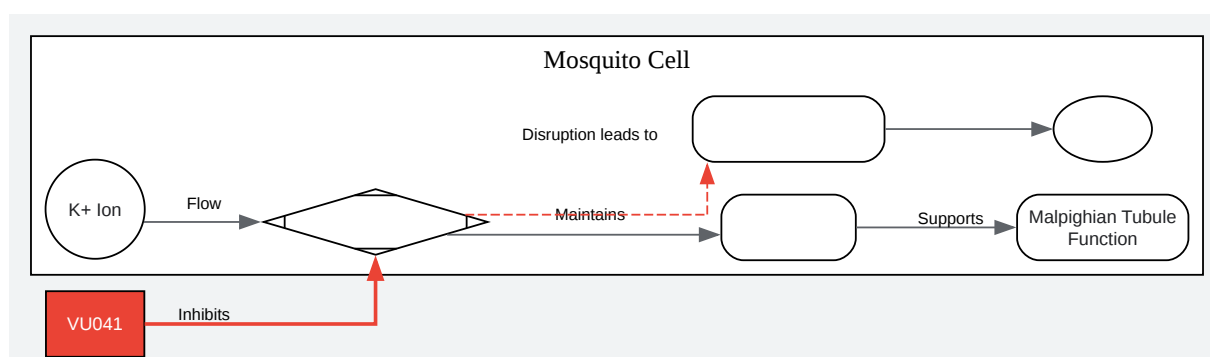 Mosquito Cell
Disruption leads to
K+ Ion
Flow
Maintains
Supports
Malpighian Tubule
Function
VU041
Inhibits